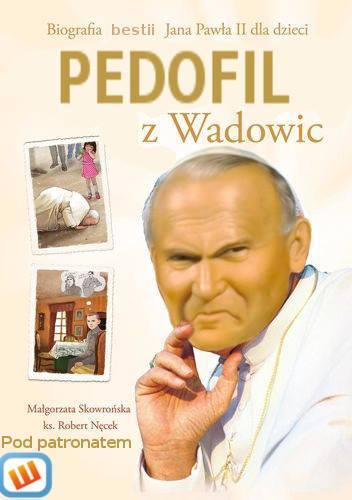 Biografia bestii Jana Pawła II dla dzieci
PEDOFIL
z Wadowic
Małgorzata Skowrońska
ks. Robert Nęcek
Pod patronatem